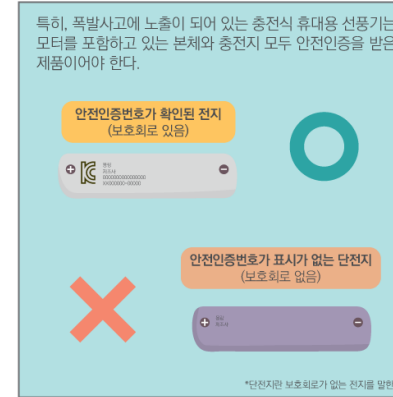 특히, 폭발사고에 노출이 되어 있는 충전식 휴대용 선풍기는
모터를 포함하고 있는 본체와 충전지 모두 안전인증을 받은
제품이어야 한다.
안전인증번호가 확인된 전지
(보호회로 있음)
안전인증번호가 표시가 없는 단전지
(보호회로 없음)
*단전지란 보호회로가 없는 전지를 말한